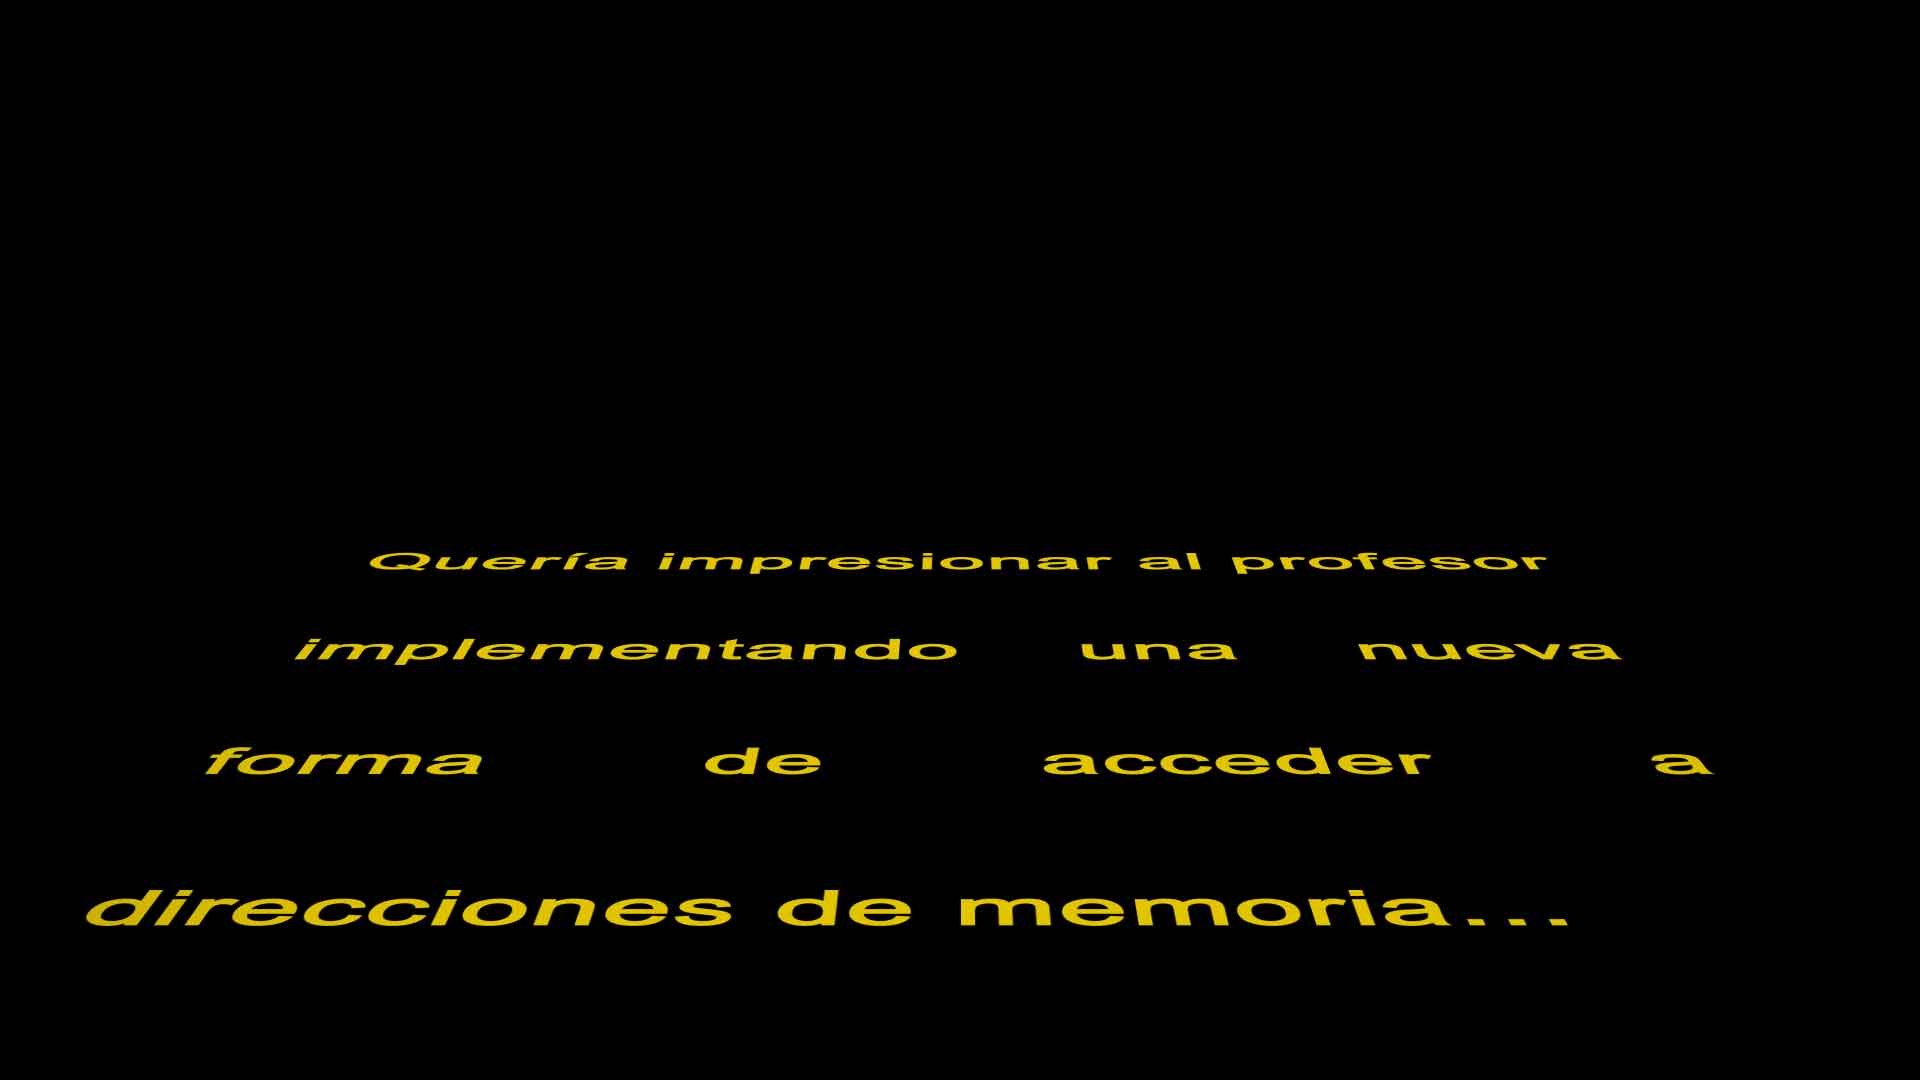 Quería impresionar al profesor
implementando una nueva
forma de acceder a
direcciones de memoria...